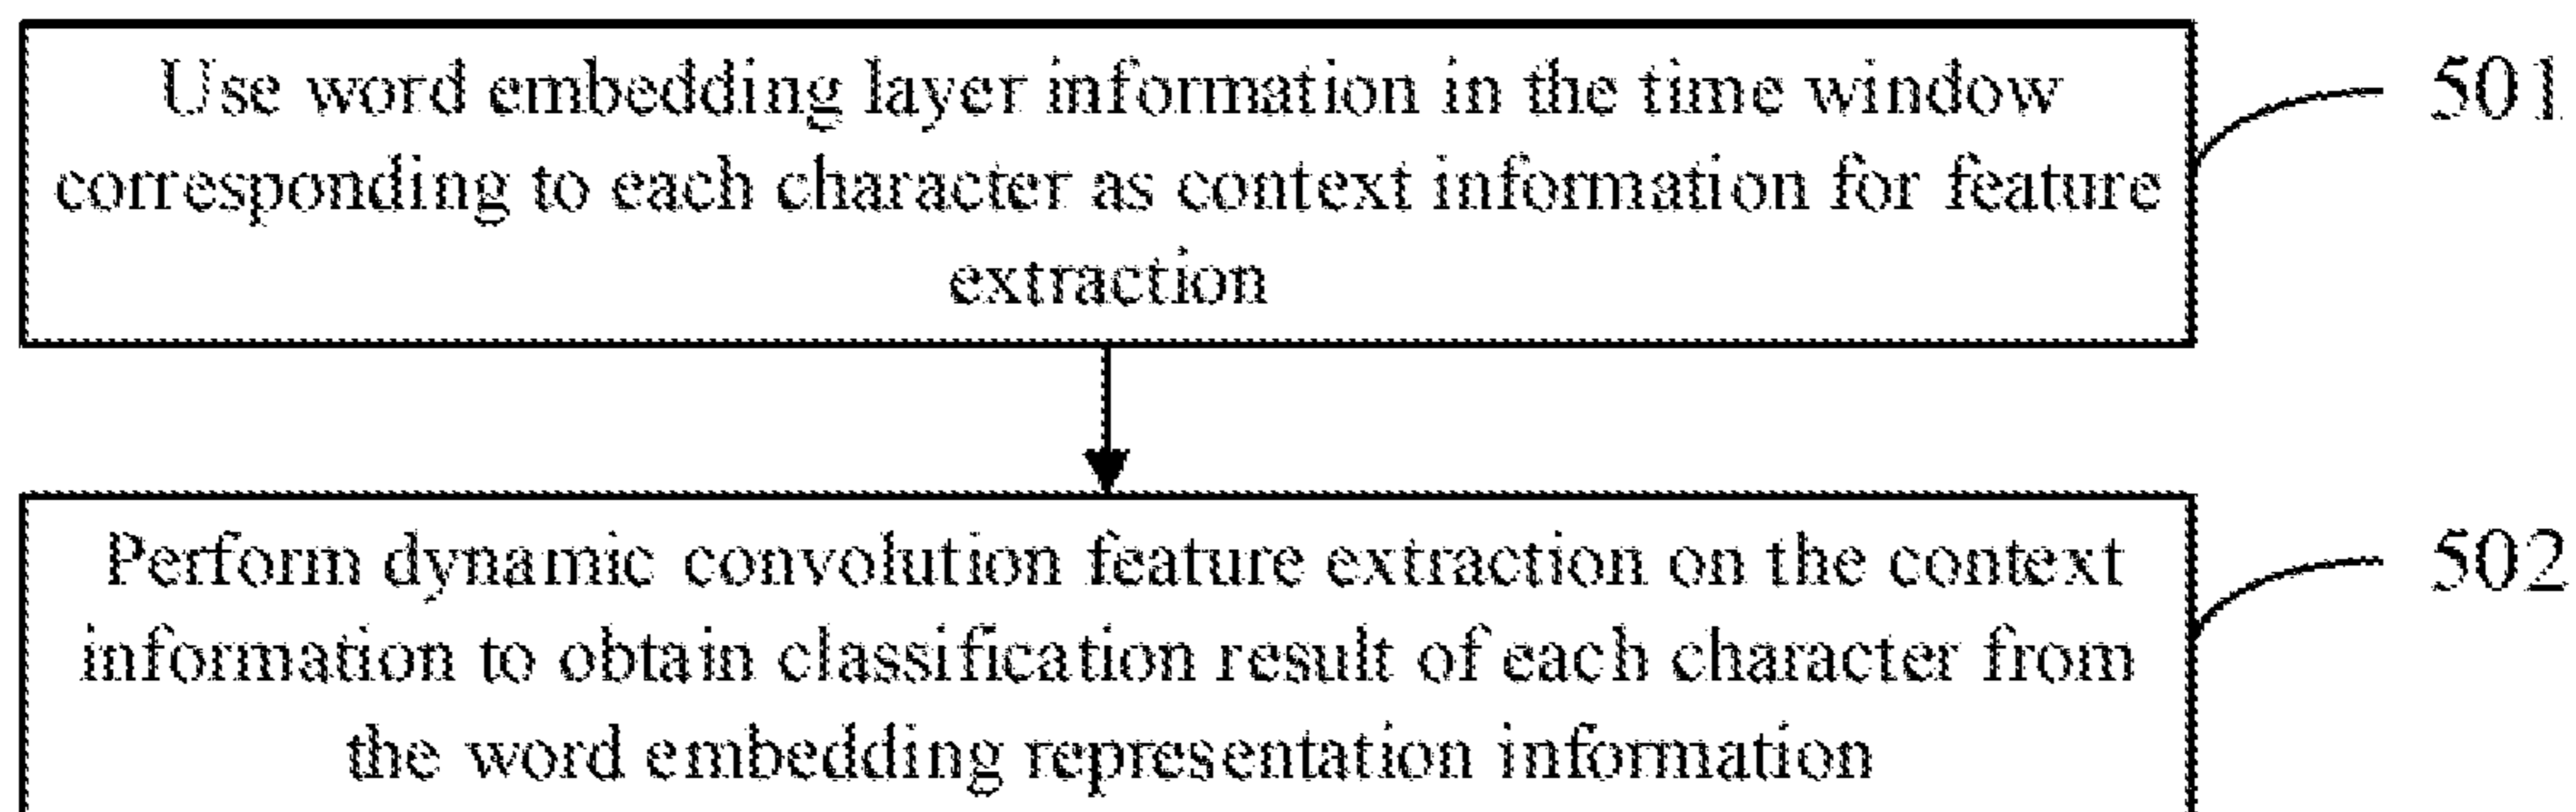 Use word embedding layer information in the time window
corresponding to each character as context information for feature
extraction
501
Perform dynamic convolution feature extraction on the context
information to obtain classification result of each character from
the word embedding representation information
502